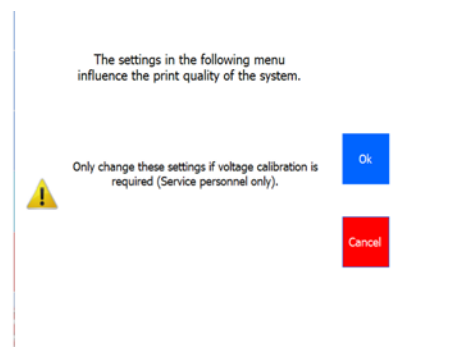 The settings in the following menu
influence the print quality of the system.
Only change these settings if voltage calibration is
required (Service personnel only).
Ok
Cancel